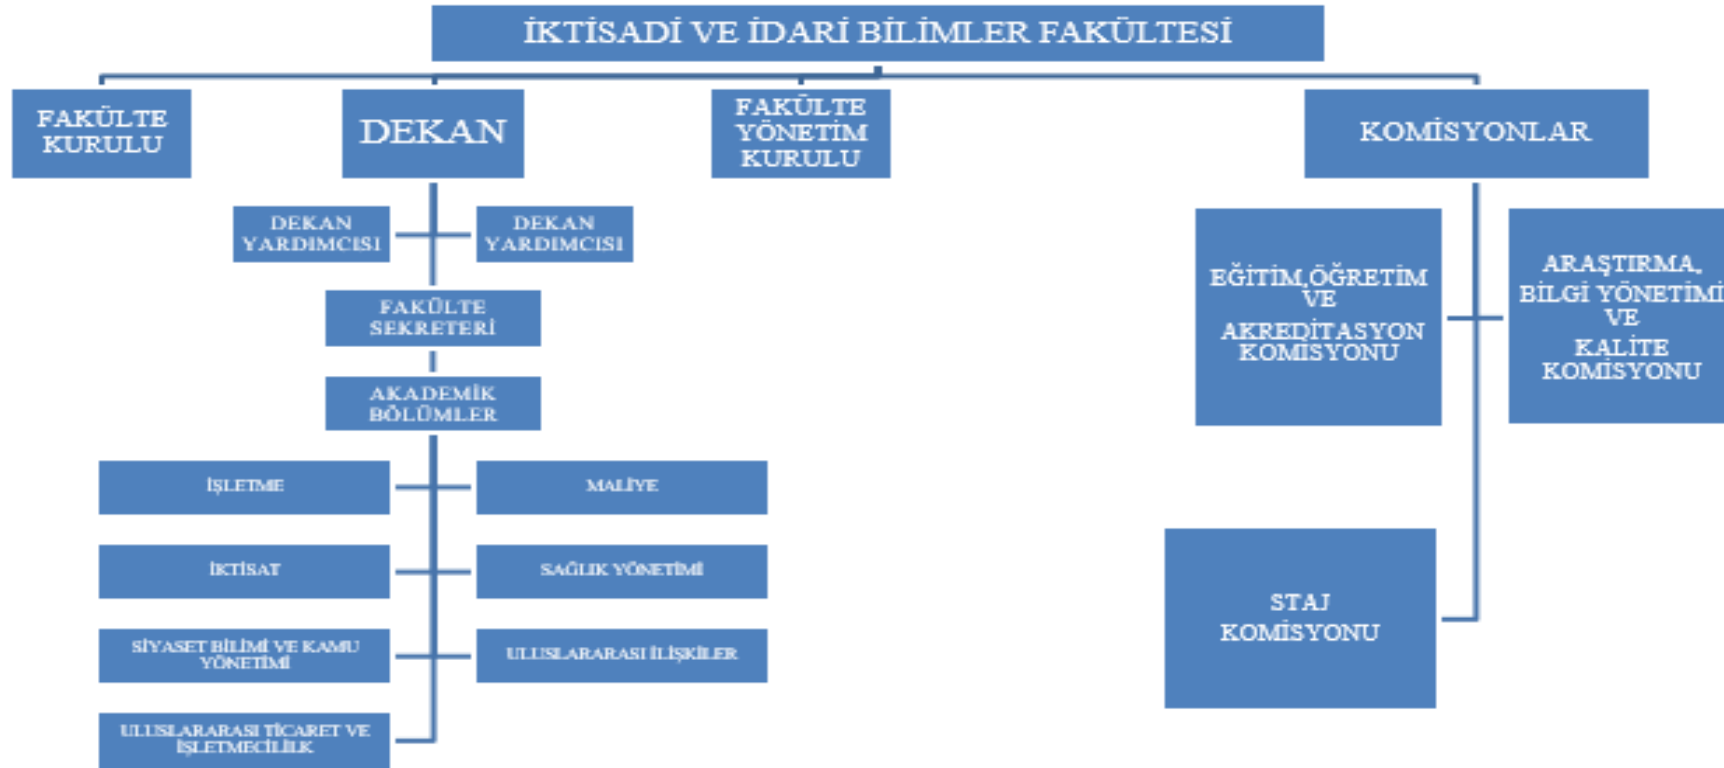 İKTİSADİ VE İDARİ BİLİMLER FAKÜLTESİ
FAKÜLTE
KURULU
DEKAN
FAKÜLTE
YÖNETİM
KURULU
KOMİSYONLAR
DEKAN
YARDIMCISI
DEKAN
YARDIMCISI
FAKÜLTE
SEKRETERİ
AKADEMİK
BÖLÜMLER
İŞLETME
MALİYE
İKTİSAT
SAĞLIK YÖNETİMİ
SİYASET BİLİMİ VE KAMU
YÖNETİMİ
ULUSLARARASI İLİŞKİLER
ULUSLARARASI TİCARET VE
İŞLETMECİLİLK
EĞİTİM,ÖĞRETİM
VE
AKREDİTASYON
KOMİSYONU
ARAŞTIRMA,
BİLGİ YÖNETİMİ
VE
KALİTE
KOMİSYONU
STAJ
KOMİSYONU